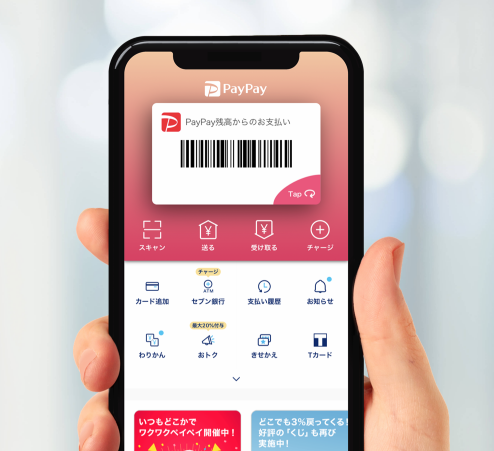 PayPay
PayPay残高からのお支払い
Tap
スキャン
送る
受け取る
チャージ
チャージ
ATM
カード追加
セブン銀行
支払い履歴
お知らせ
最大20%付与
わりかん
おトク
きせかえ
Tカード
いつもどこかで
ワクワクペイペイ開催中！
どこでも3%戻ってくる！
好評の「くじ」も再び
実施中！